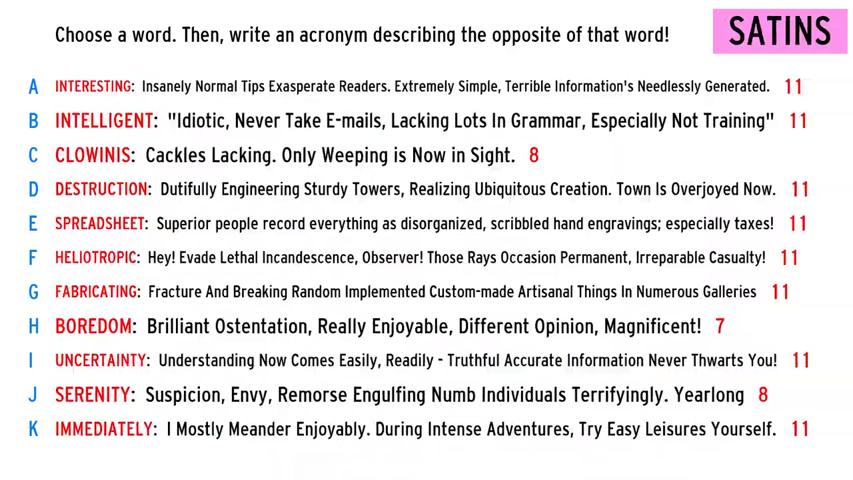 Choose a word. Then, write an acronym describing the opposite of that word!
SATINS
A INTERESTING: Insanely Normal Tips Exasperate Readers. Extremely Simple, Terrible Information's Needlessly Generated. 11
B INTELLIGENT: "Idiotic, Never Take E-mails, Lacking Lots In Grammar, Especially Not Training" 11
C CLOWINIS: Cackles Lacking. Only Weeping is Now in Sight. 8
D DESTRUCTION: Dutifully Engineering Sturdy Towers, Realizing Ubiquitous Creation. Town Is Overjoyed Now. 11
E SPREADSHEET: Superior people record everything as disorganized, scribbled hand engravings; especially taxes! 11
F HELIOTROPIC: Hey! Evade Lethal Incandescence, Observer! Those Rays Occasion Permanent, Irreparable Casualty! 11
G FABRICATING: Fracture And Breaking Random Implemented Custom-made Artisanal Things In Numerous Galleries 11
H BOREDOM: Brilliant Ostentation, Really Enjoyable, Different Opinion, Magnificent! 7
I UNCERTAINTY: Understanding Now Comes Easily, Readily - Truthful Accurate Information Never Thwarts You! 11
J SERENITY: Suspicion, Envy, Remorse Engulfing Numb Individuals Terrifyingly. Yearlong 8
K IMMEDIATELY: I Mostly Meander Enjoyably. During Intense Adventures, Try Easy Leisures Yourself. 11